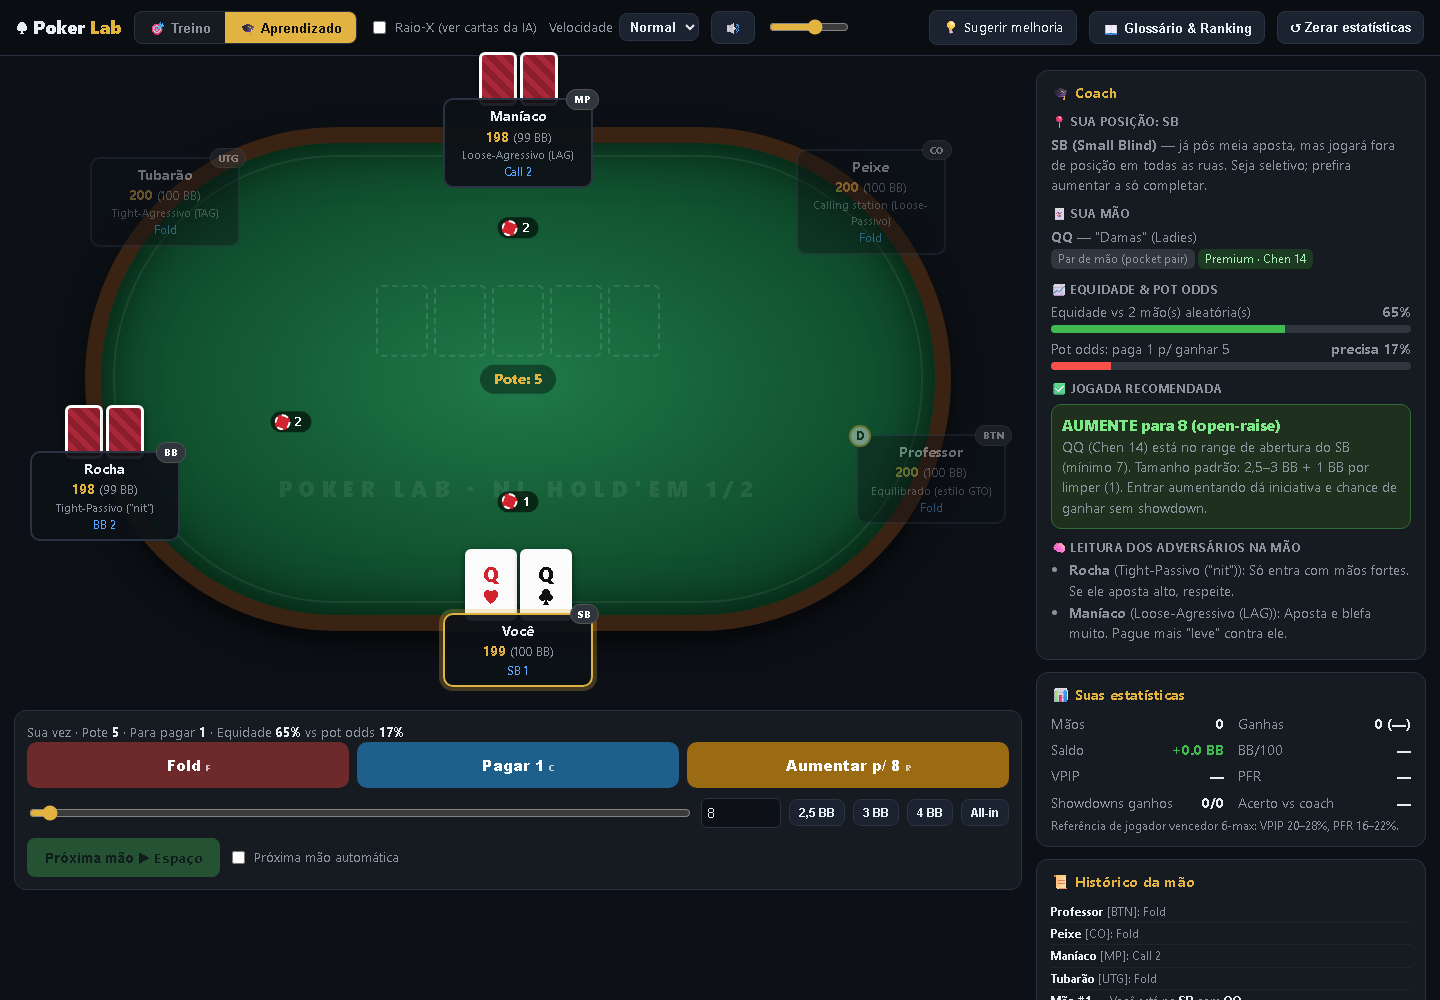 Poker Lab
Treino
Aprendizado
Raio-X (ver cartas da IA)
Velocidade
Normal
Sugerir melhoria
Glossário & Ranking
↺ Zerar estatísticas
MP
Maníaco
198 (99 BB)
Loose-Agressivo (LAG)
Call 2
UTG
Tubarão
200 (100 BB)
Tight-Agressivo (TAG)
Fold
CO
Peixe
200 (100 BB)
Calling station (Loose-
Passivo)
Fold
2
Pote: 5
BB
Rocha
198 (99 BB)
Tight-Passivo ("nit")
BB 2
2
D
BTN
Professor
200 (100 BB)
Equilibrado (estilo GTO)
Fold
POKER LAB · NL HOLD'EM 1/2
1
Q
Q
SB
Você
199 (100 BB)
SB 1
Sua vez · Pote 5 · Para pagar 1 · Equidade 65% vs pot odds 17%
Fold F
Pagar 1 C
Aumentar p/ 8 R
8
2,5 BB
3 BB
4 BB
All-in
Próxima mão ▶ Espaço
Próxima mão automática
Coach
SUA POSIÇÃO: SB
SB (Small Blind) — já pôs meia aposta, mas jogará fora
de posição em todas as ruas. Seja seletivo; prefira
aumentar a só completar.
SUA MÃO
QQ — "Damas" (Ladies)
Par de mão (pocket pair)
Premium · Chen 14
EQUIDADE & POT ODDS
Equidade vs 2 mão(s) aleatória(s) 65%
Pot odds: paga 1 p/ ganhar 5 precisa 17%
JOGADA RECOMENDADA
AUMENTE para 8 (open-raise)
QQ (Chen 14) está no range de abertura do SB
(mínimo 7). Tamanho padrão: 2,5–3 BB + 1 BB por
limper (1). Entrar aumentando dá iniciativa e chance de
ganhar sem showdown.
LEITURA DOS ADVERSÁRIOS NA MÃO
• Rocha (Tight-Passivo ("nit")): Só entra com mãos fortes.
Se ele aposta alto, respeite.
• Maníaco (Loose-Agressivo (LAG)): Aposta e blefa
muito. Pague mais "leve" contra ele.
Suas estatísticas
Mãos 0 Ganhas 0 (—)
Saldo +0.0 BB BB/100 —
VPIP — PFR —
Showdowns ganhos 0/0 Acerto vs coach —
Referência de jogador vencedor 6-max: VPIP 20–28%, PFR 16–22%.
Histórico da mão
Professor [BTN]: Fold
Peixe [CO]: Fold
Maníaco [MP]: Call 2
Tubarão [UTG]: Fold
Mão #1 — Você está no SB com QQ